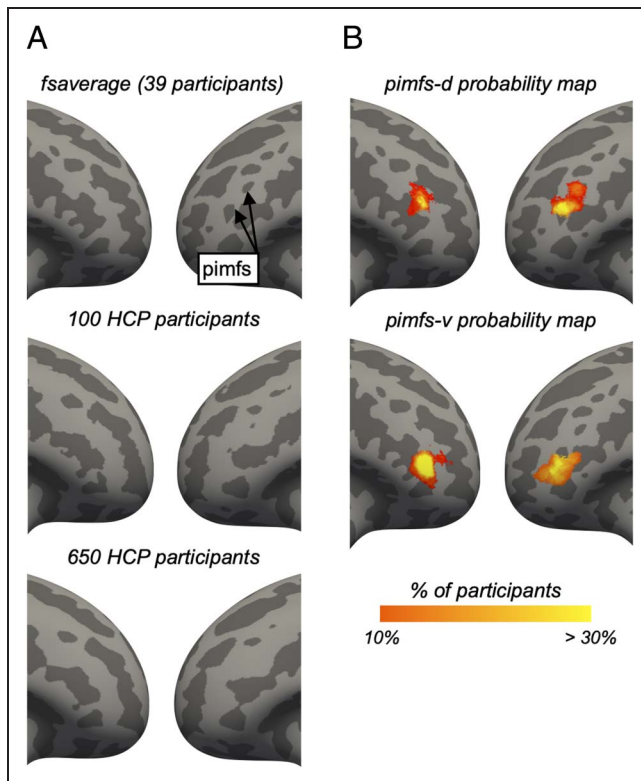 A
fsaverage (39 participants)
pimfs
100 HCP participants
650 HCP participants
B
pimfs-d probability map
pimfs-v probability map
% of participants
10%
> 30%